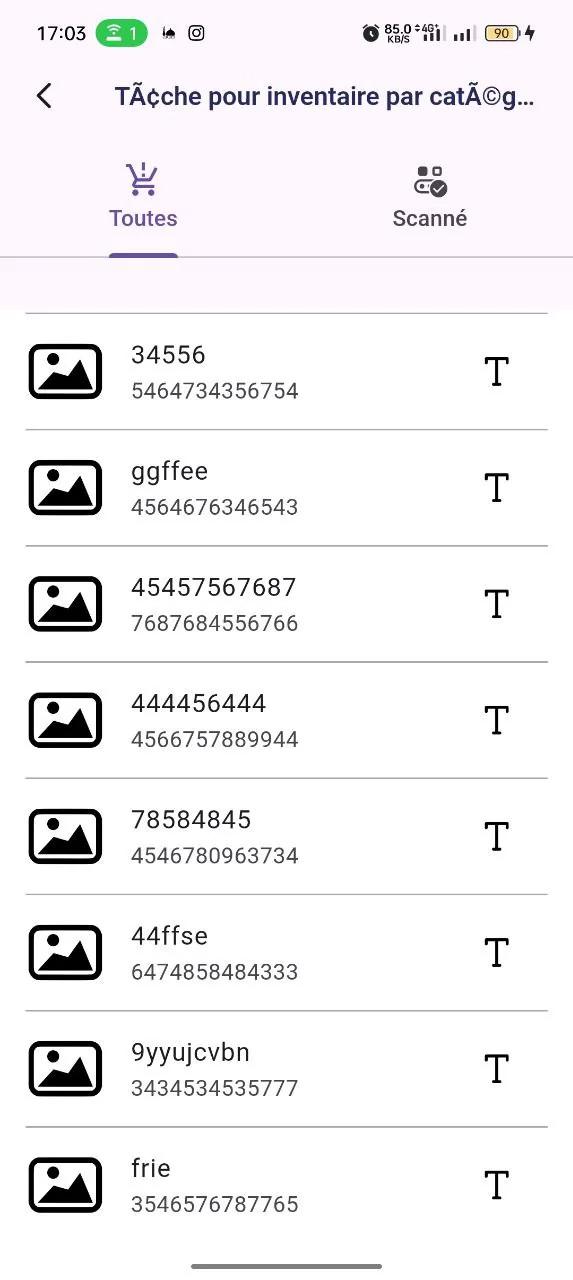 17:03 1 85.0 KB/S 4G+ 90
TÃ¢che pour inventaire par catÃ©g...
Toutes
Scanné
34556
5464734356754
T
ggffee
4564676346543
T
45457567687
7687684556766
T
444456444
4566757889944
T
78584845
4546780963734
T
44ffse
6474858484333
T
9yyujcvbn
3434534535777
T
frie
3546576787765
T